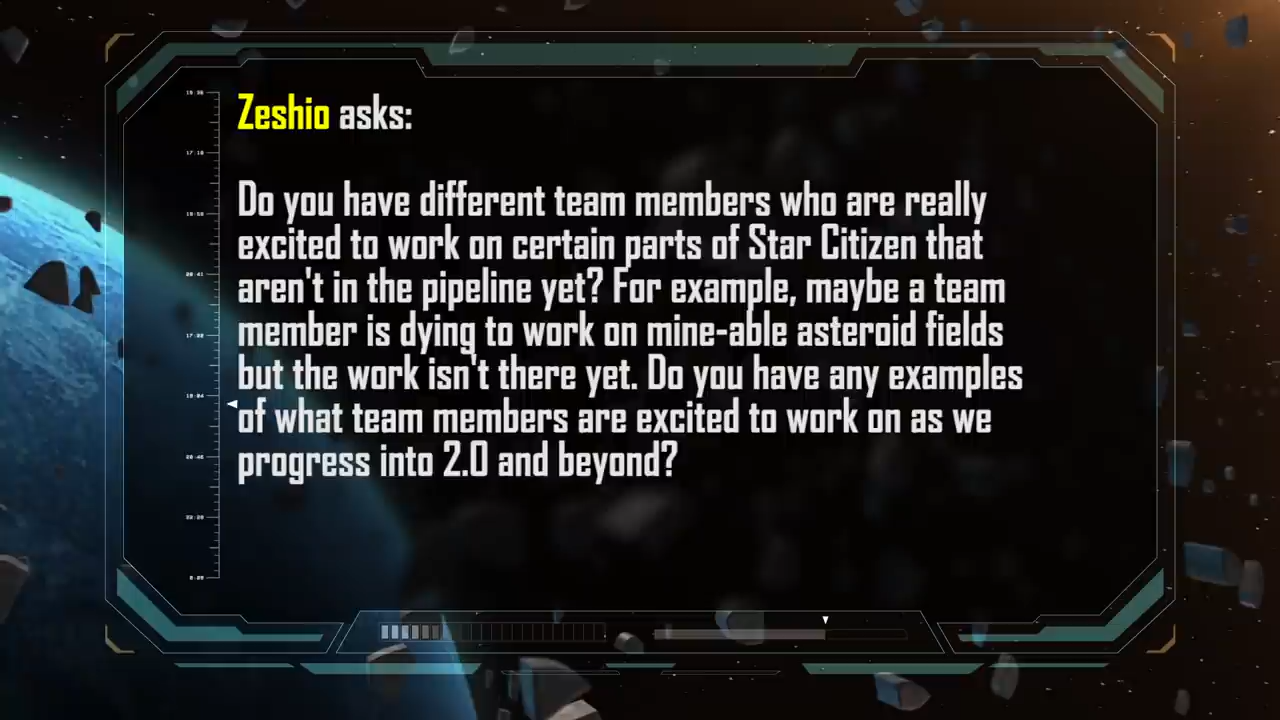 Zeshio asks:
Do you have different team members who are really
excited to work on certain parts of Star Citizen that
aren't in the pipeline yet? For example, maybe a team
member is dying to work on mine-able asteroid fields
but the work isn't there yet. Do you have any examples
of what team members are excited to work on as we
progress into 2.0 and beyond?